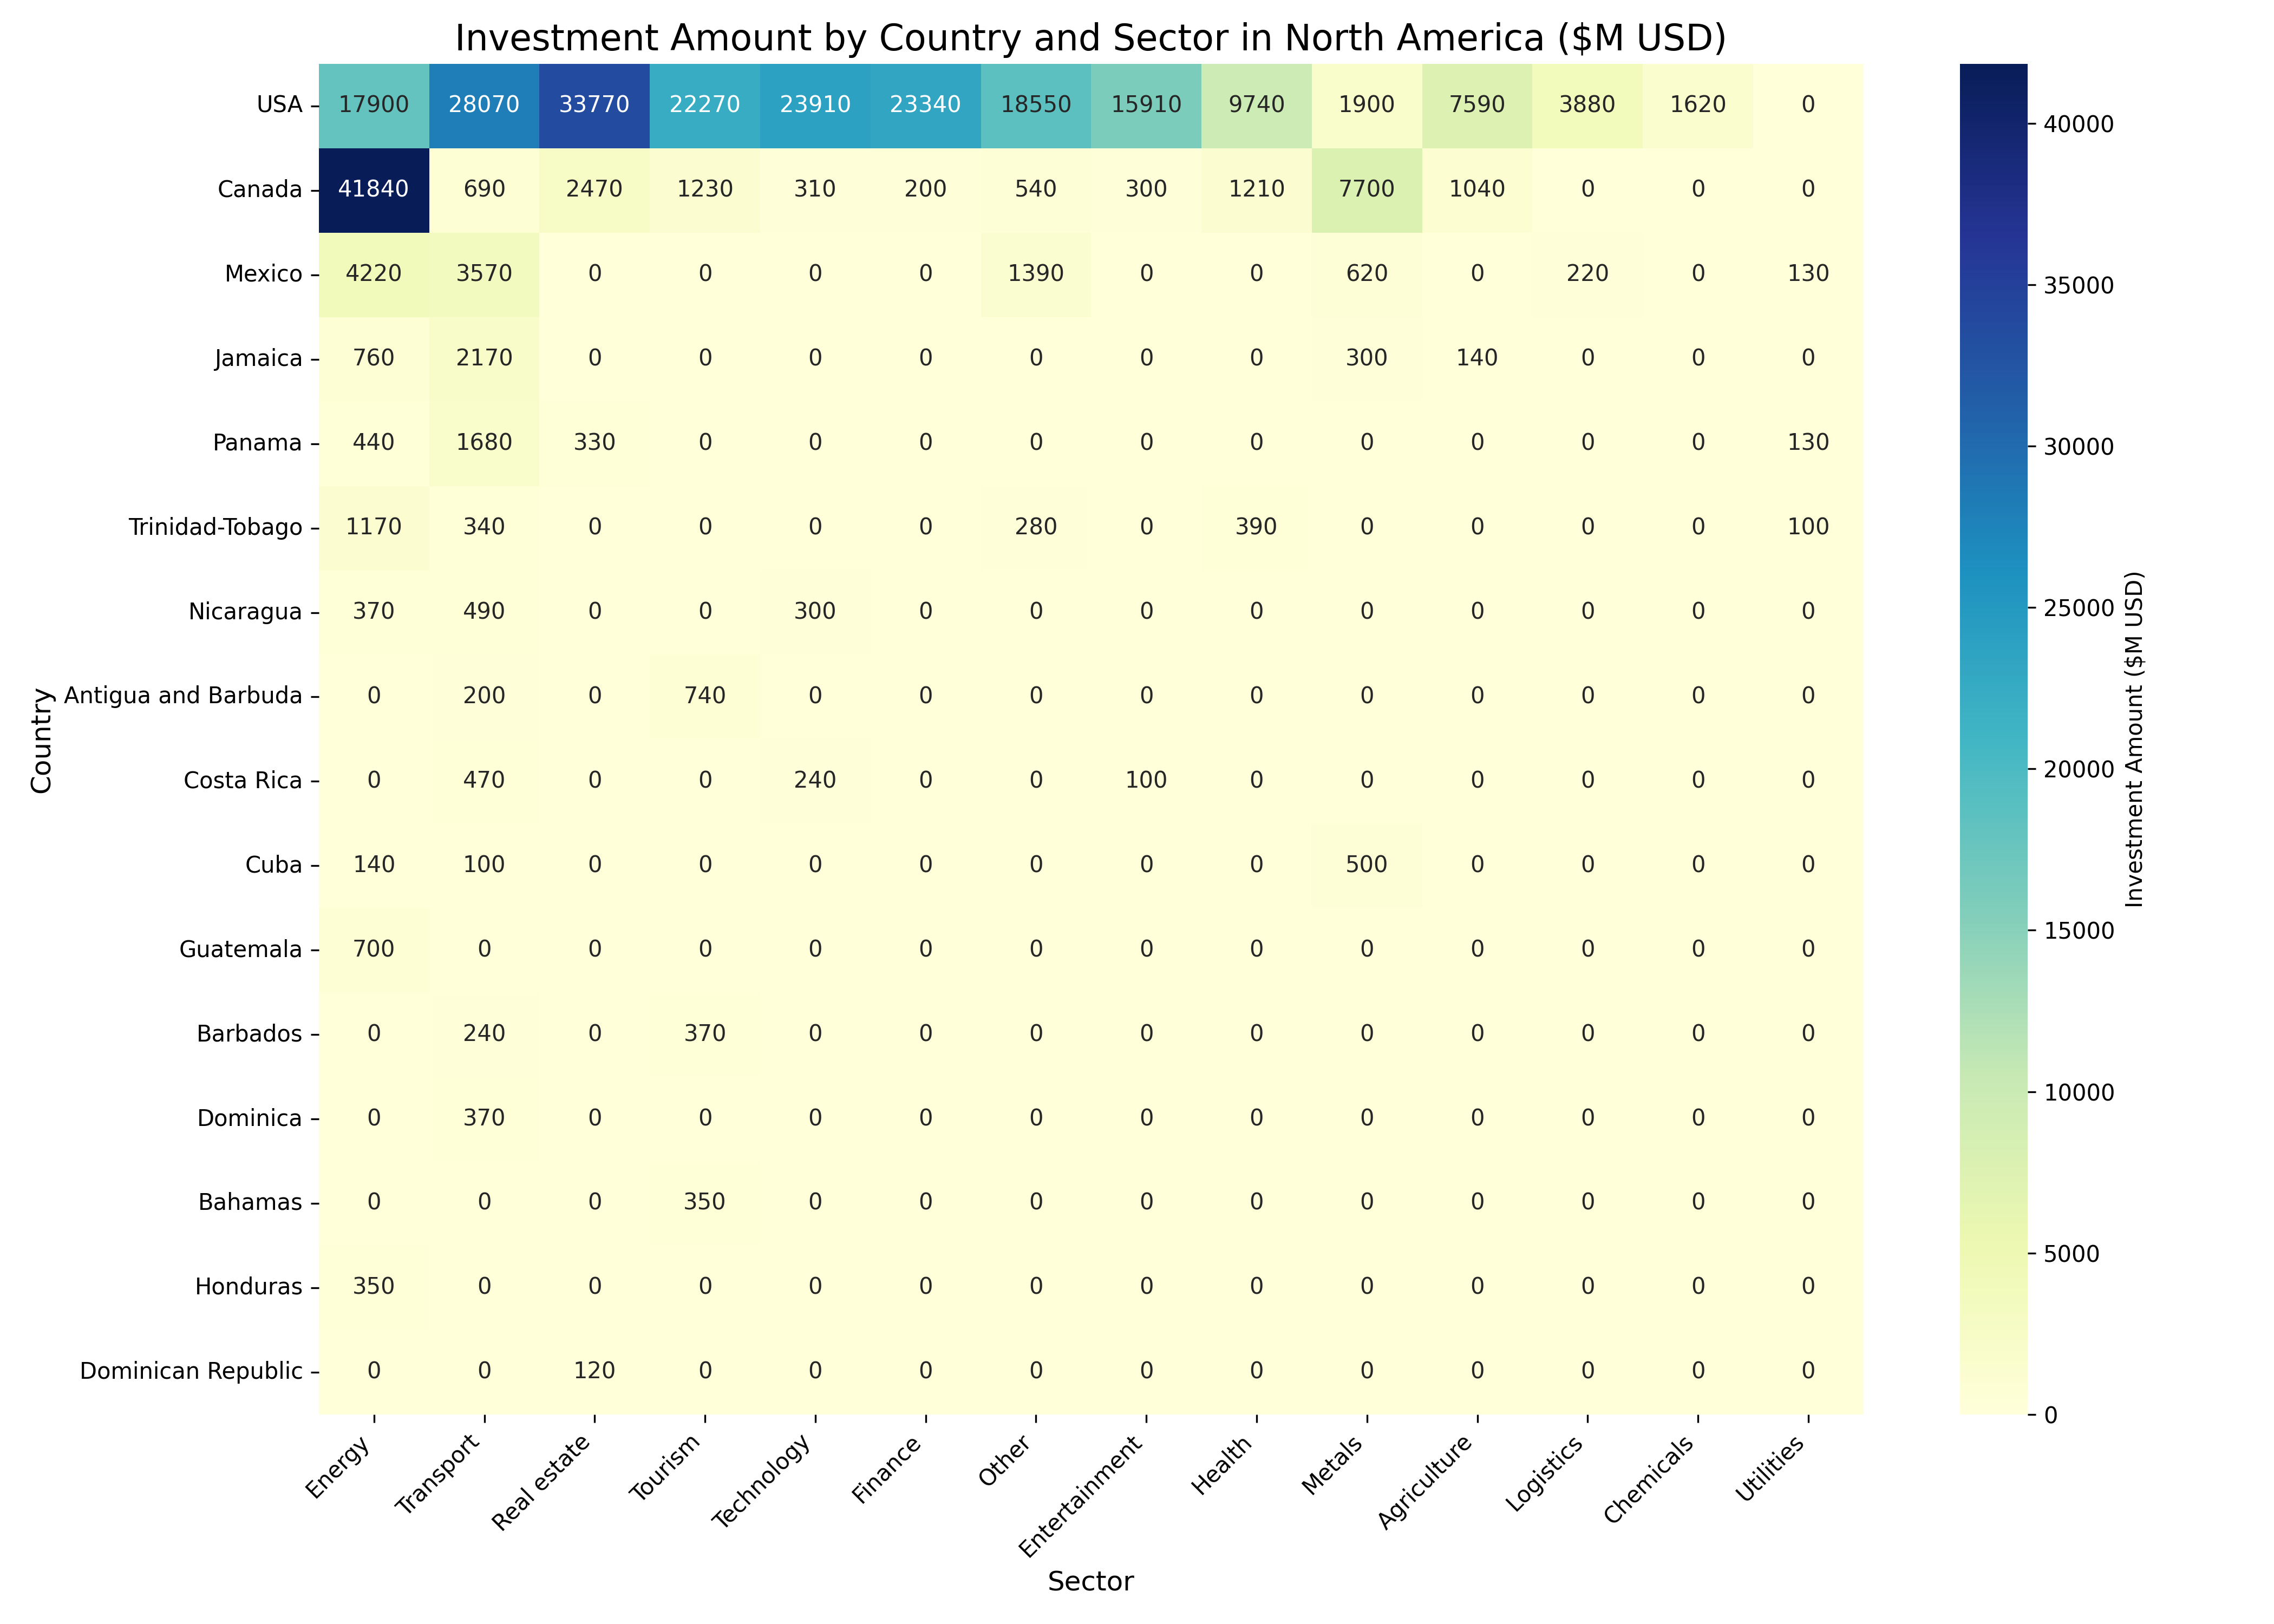 Investment Amount by Country and Sector in North America ($M USD)
USA 17900 28070 33770 22270 23910 23340 18550 15910 9740 1900 7590 3880 1620 0
Canada 41840 690 2470 1230 310 200 540 300 1210 7700 1040 0 0 0
Mexico 4220 3570 0 0 0 0 1390 0 0 620 0 220 0 130
Jamaica 760 2170 0 0 0 0 0 0 0 300 140 0 0 0
Panama 440 1680 330 0 0 0 0 0 0 0 0 0 0 130
Trinidad-Tobago 1170 340 0 0 0 0 280 0 390 0 0 0 0 100
Nicaragua 370 490 0 0 300 0 0 0 0 0 0 0 0 0
Antigua and Barbuda 0 200 0 740 0 0 0 0 0 0 0 0 0 0
Costa Rica 0 470 0 0 240 0 0 100 0 0 0 0 0 0
Cuba 140 100 0 0 0 0 0 0 0 500 0 0 0 0
Guatemala 700 0 0 0 0 0 0 0 0 0 0 0 0 0
Barbados 0 240 0 370 0 0 0 0 0 0 0 0 0 0
Dominica 0 370 0 0 0 0 0 0 0 0 0 0 0 0
Bahamas 0 0 0 350 0 0 0 0 0 0 0 0 0 0
Honduras 350 0 0 0 0 0 0 0 0 0 0 0 0 0
Dominican Republic 0 0 120 0 0 0 0 0 0 0 0 0 0 0
Energy Transport Real estate Tourism Technology Finance Other Entertainment Health Metals Agriculture Logistics Chemicals Utilities
Sector
Country
40000
35000
30000
25000
20000
15000
10000
5000
0
Investment Amount ($M USD)